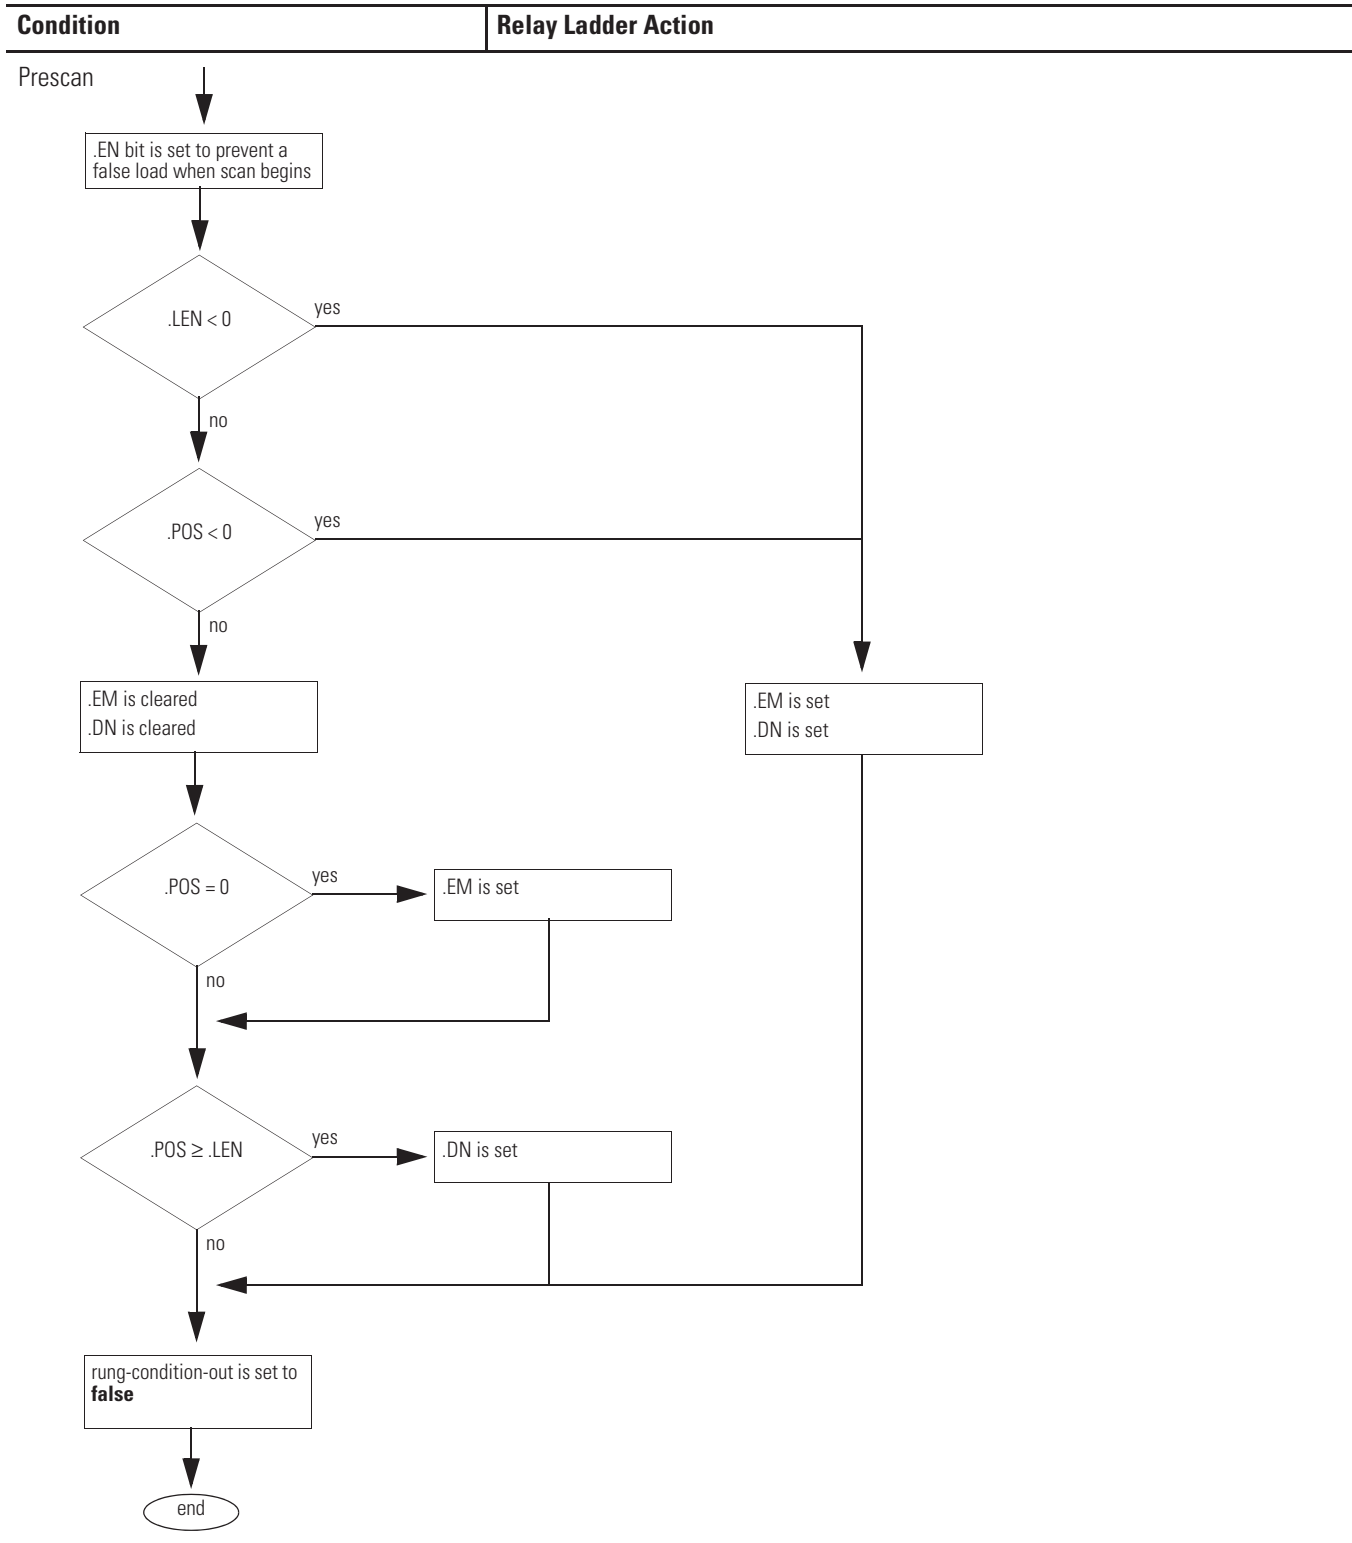 Condition
Relay Ladder Action
Prescan
.EN bit is set to prevent a
false load when scan begins
.LEN < 0
yes
no
.POS < 0
yes
no
.EM is cleared
.DN is cleared
.EM is set
.DN is set
.POS = 0
yes
.EM is set
no
.POS ≥ .LEN
yes
.DN is set
no
rung-condition-out is set to
false
end